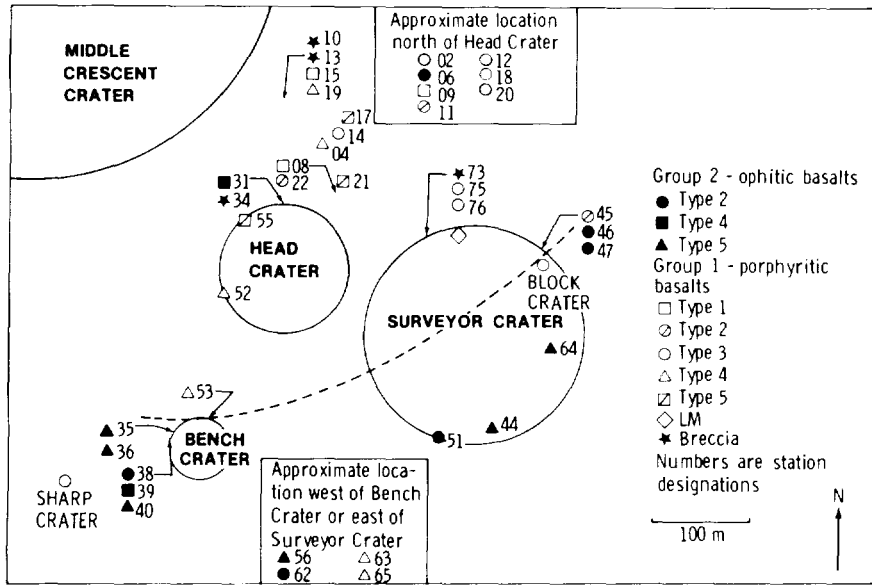 MIDDLE
CRESCENT
CRATER
10
13
15
19
Approximate location
north of Head Crater
02 12
06 18
09 20
11
17
14
04
08
22
21
31
34
55
HEAD
CRATER
52
73
75
76
45
46
47
BLOCK
CRATER
SURVEYOR CRATER
64
44
51
53
35
36
BENCH
CRATER
38
39
40
SHARP
CRATER
Approximate loca-
tion west of Bench
Crater or east of
Surveyor Crater
56 63
62 65
Group 2 - ophitic basalts
Type 2
Type 4
Type 5
Group 1 - porphyritic
basalts
Type 1
Type 2
Type 3
Type 4
Type 5
LM
Breccia
Numbers are station
designations
N
100 m